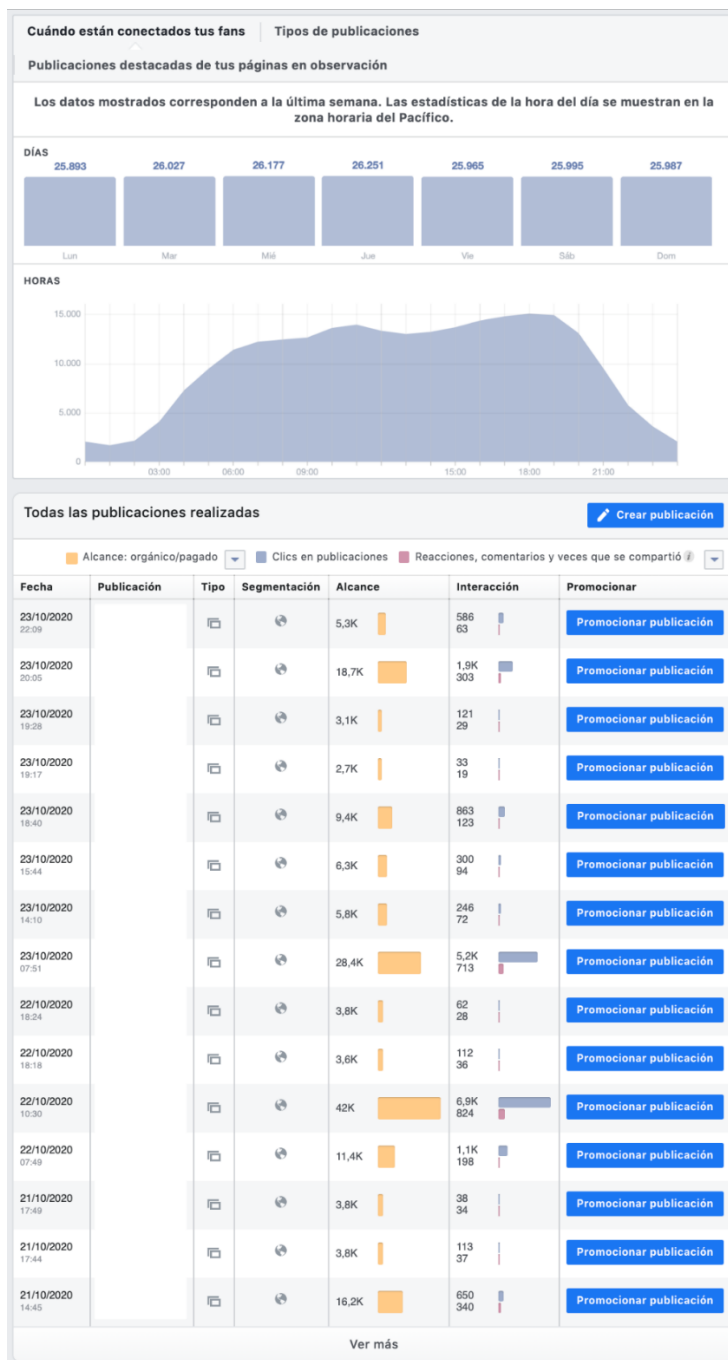 Cuándo están conectados tus fans Tipos de publicaciones
Publicaciones destacadas de tus páginas en observación
Los datos mostrados corresponden a la última semana. Las estadísticas de la hora del día se muestran en la
zona horaria del Pacífico.
DÍAS
25.893 26.027 26.177 26.251 25.965 25.995 25.987
Lun Mar Mié Jue Vie Sáb Dom
HORAS
15.000
10.000
5.000
0
03:00 06:00 09:00 15:00 18:00 21:00
Todas las publicaciones realizadas Crear publicación
Alcance: orgánico/pagado Clics en publicaciones Reacciones, comentarios y veces que se compartió i
Fecha Publicación Tipo Segmentación Alcance Interacción Promocionar
23/10/2020 22:09 5,3K 586 63 Promocionar publicación
23/10/2020 20:05 18,7K 1,9K 303 Promocionar publicación
23/10/2020 19:28 3,1K 121 29 Promocionar publicación
23/10/2020 19:17 2,7K 33 19 Promocionar publicación
23/10/2020 18:40 9,4K 863 123 Promocionar publicación
23/10/2020 15:44 6,3K 300 94 Promocionar publicación
23/10/2020 14:10 5,8K 246 72 Promocionar publicación
23/10/2020 07:51 28,4K 5,2K 713 Promocionar publicación
22/10/2020 18:24 3,8K 62 28 Promocionar publicación
22/10/2020 18:18 3,6K 112 36 Promocionar publicación
22/10/2020 10:30 42K 6,9K 824 Promocionar publicación
22/10/2020 07:49 11,4K 1,1K 198 Promocionar publicación
21/10/2020 17:49 3,8K 38 34 Promocionar publicación
21/10/2020 17:44 3,8K 113 37 Promocionar publicación
21/10/2020 14:45 16,2K 650 340 Promocionar publicación
Ver más